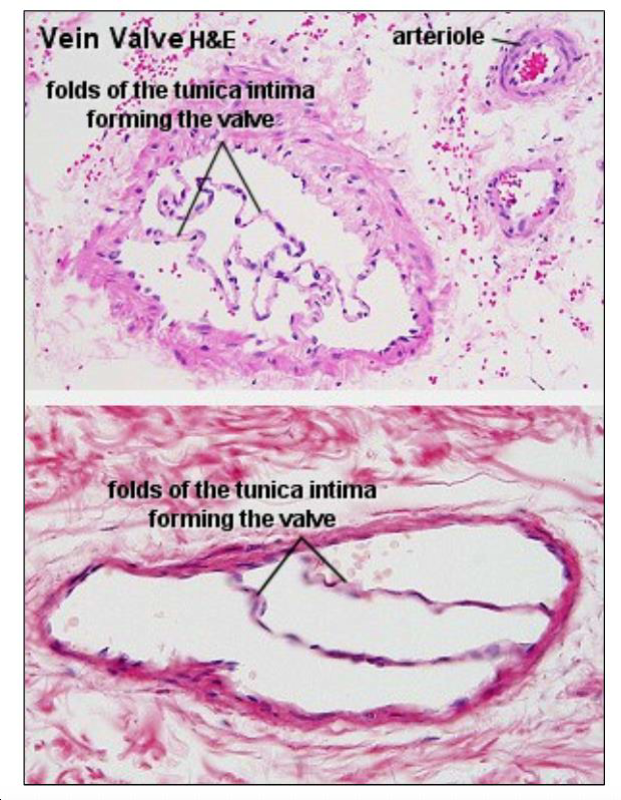 Vein Valve H&E
arteriole
folds of the tunica intima
forming the valve
folds of the tunica intima
forming the valve